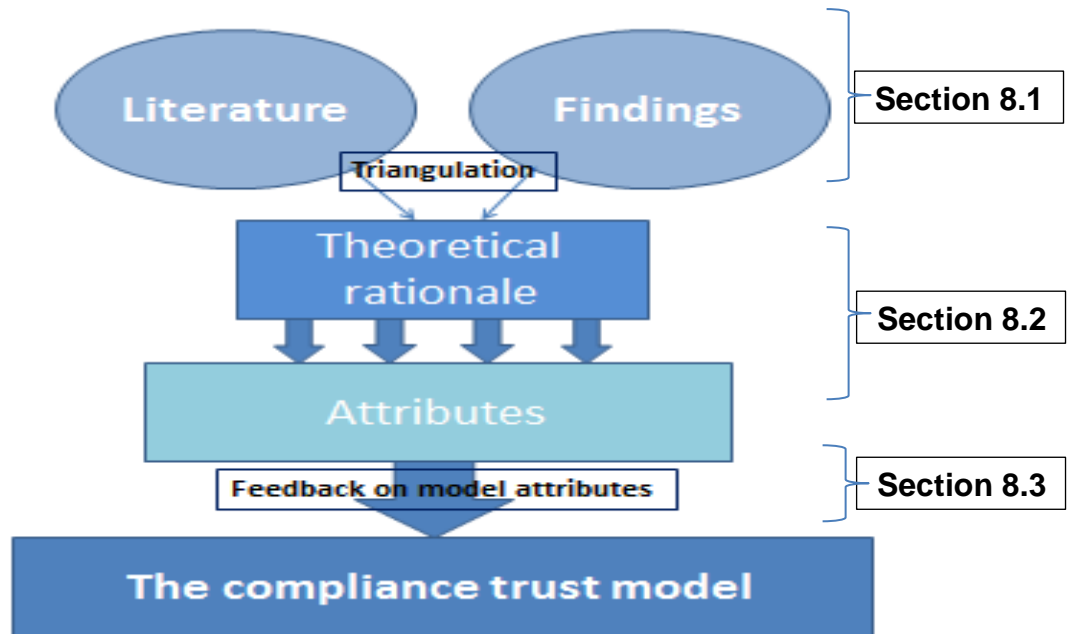 Literature
Findings
Section 8.1
Triangulation
Theoretical
rationale
Section 8.2
Attributes
Feedback on model attributes
Section 8.3
The compliance trust model